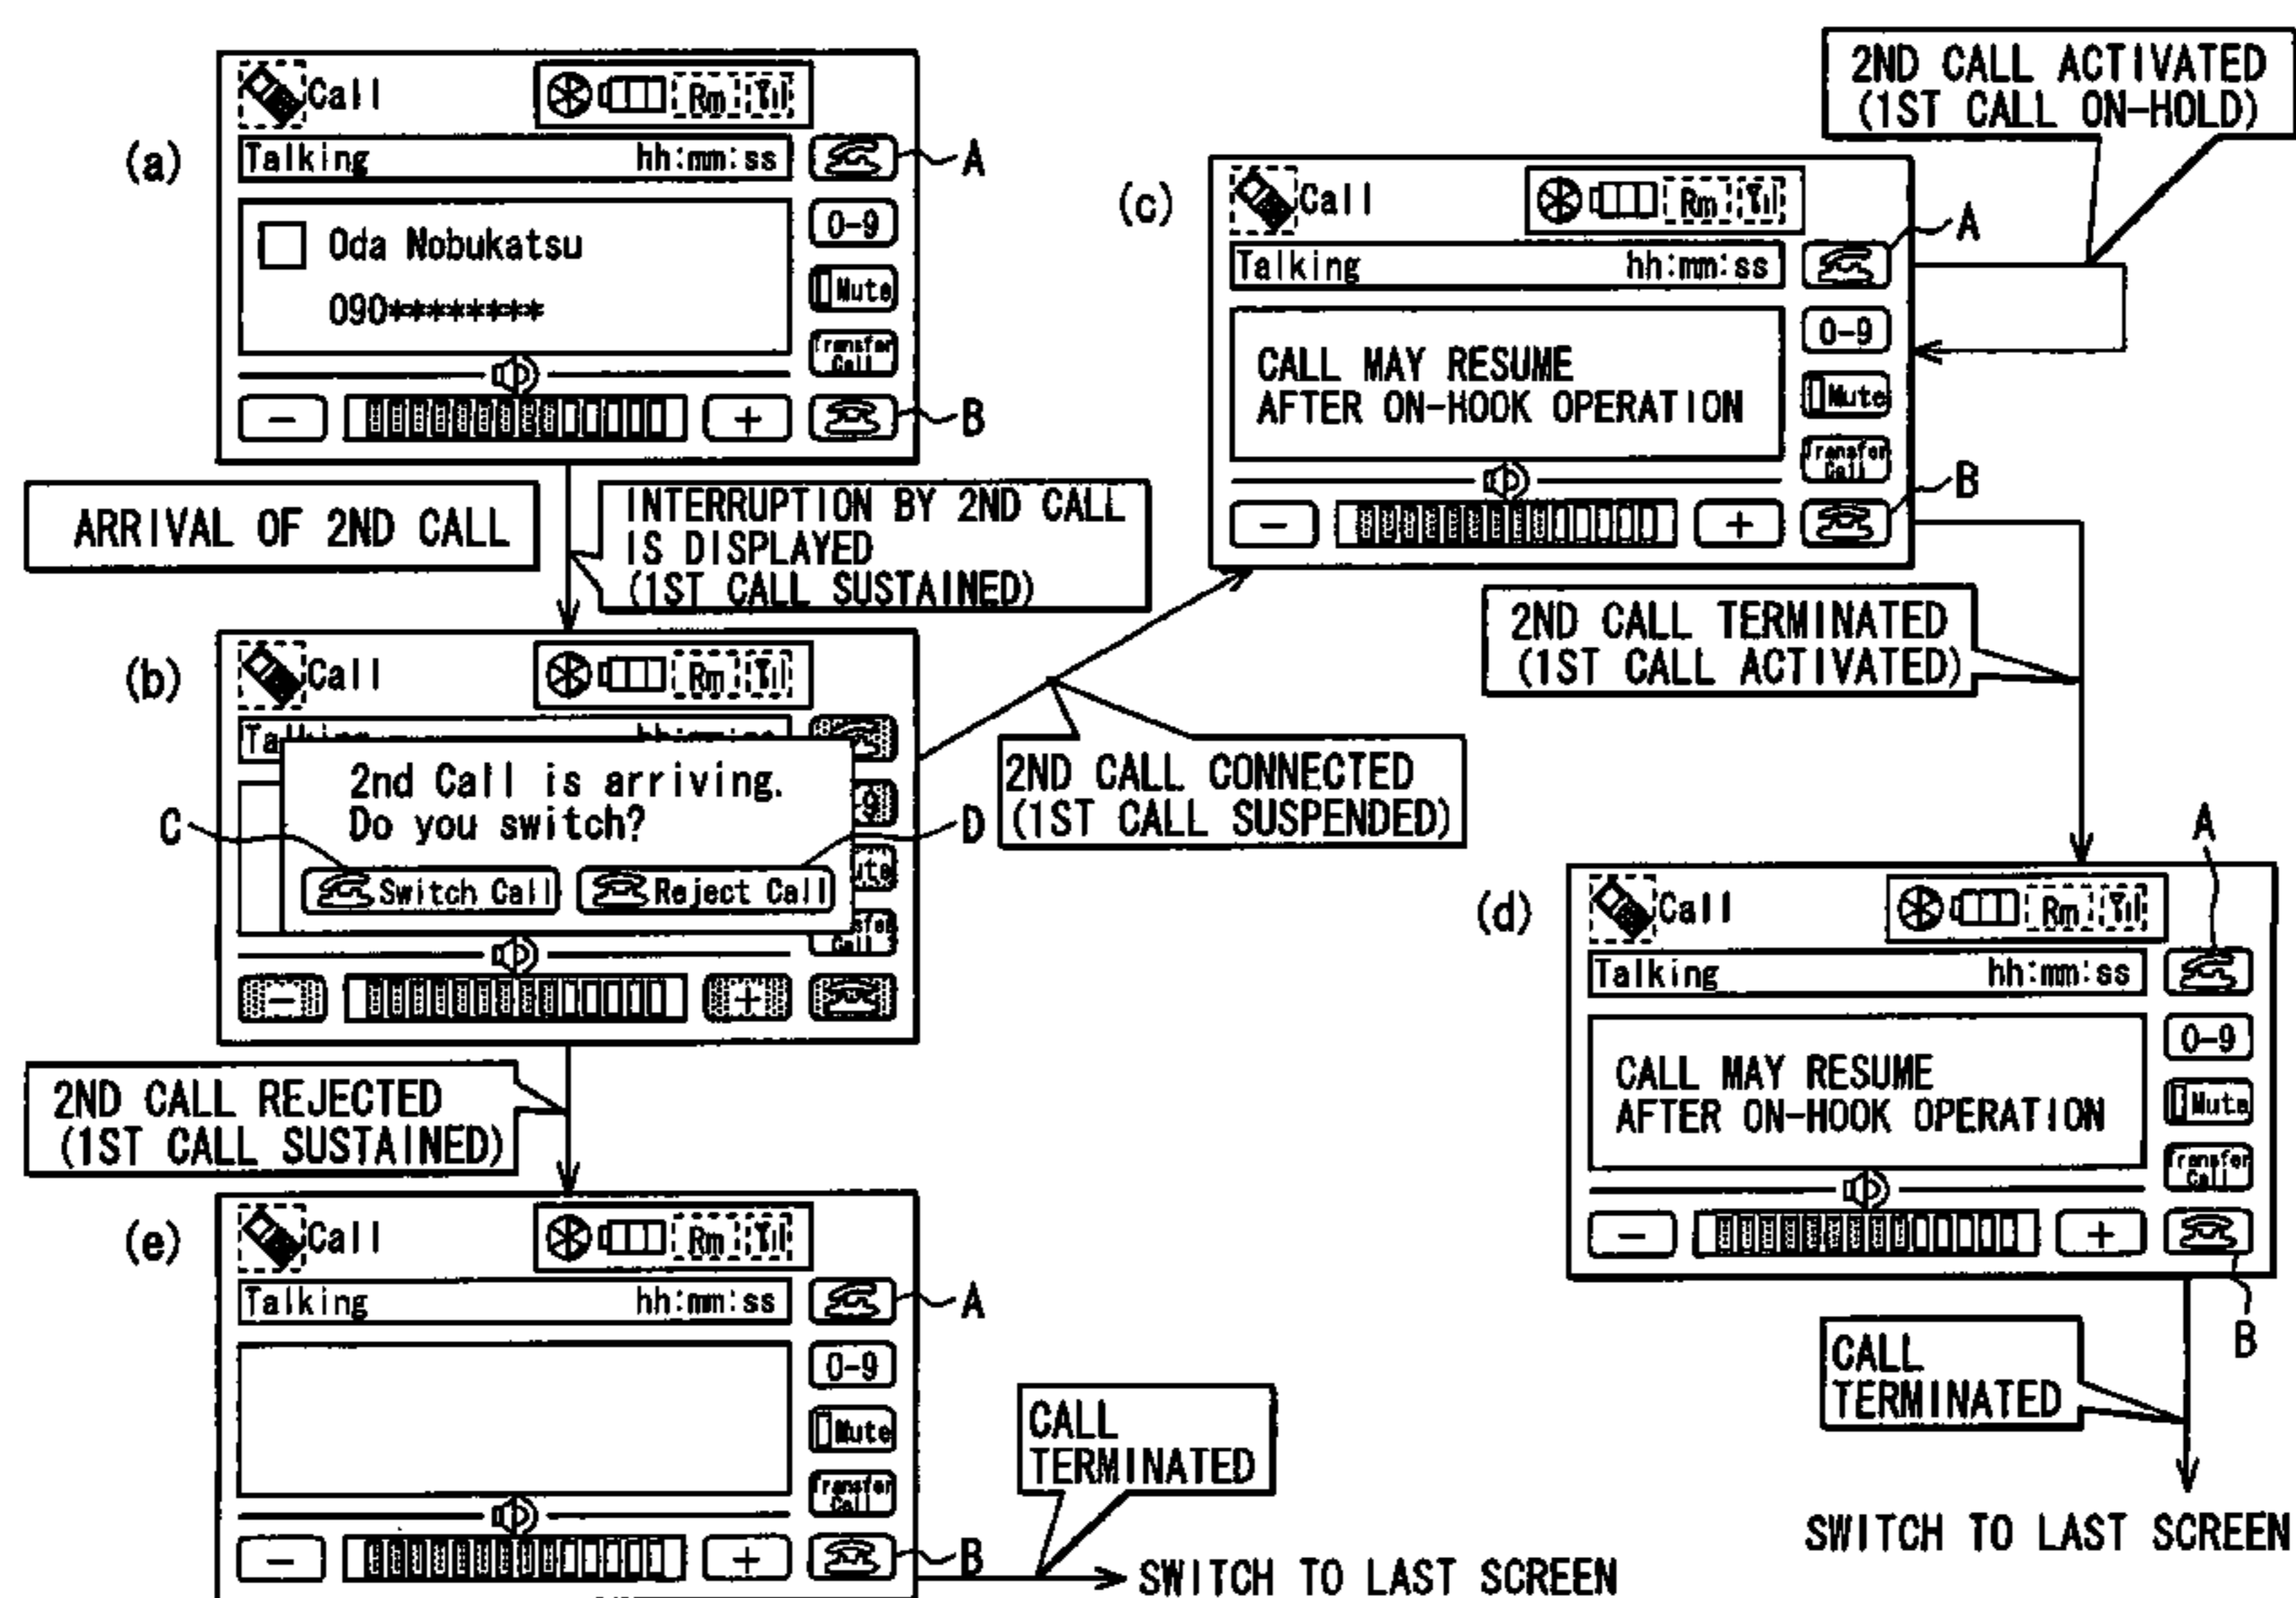 (a)
Call
Rm
Talking hh:mm:ss
A
Oda Nobukatsu
090********
0-9
Mute
Transfer
Call
- +
B
ARRIVAL OF 2ND CALL
INTERRUPTION BY 2ND CALL
IS DISPLAYED
(1ST CALL SUSTAINED)
(b)
Call
Rm
2nd Call is arriving.
Do you switch?
C
D
Switch Call
Reject Call
Call
- +
2ND CALL REJECTED
(1ST CALL SUSTAINED)
2ND CALL CONNECTED
(1ST CALL SUSPENDED)
(e)
Call
Rm
Talking hh:mm:ss
A
0-9
Mute
Transfer
Call
- +
B
CALL
TERMINATED
SWITCH TO LAST SCREEN
2ND CALL ACTIVATED
(1ST CALL ON-HOLD)
(c)
Call
Rm
Talking hh:mm:ss
A
0-9
CALL MAY RESUME
AFTER ON-HOOK OPERATION
Mute
Transfer
Call
- +
B
2ND CALL TERMINATED
(1ST CALL ACTIVATED)
(d)
Call
Rm
A
Talking hh:mm:ss
0-9
CALL MAY RESUME
AFTER ON-HOOK OPERATION
Mute
Transfer
Call
- +
B
CALL
TERMINATED
SWITCH TO LAST SCREEN